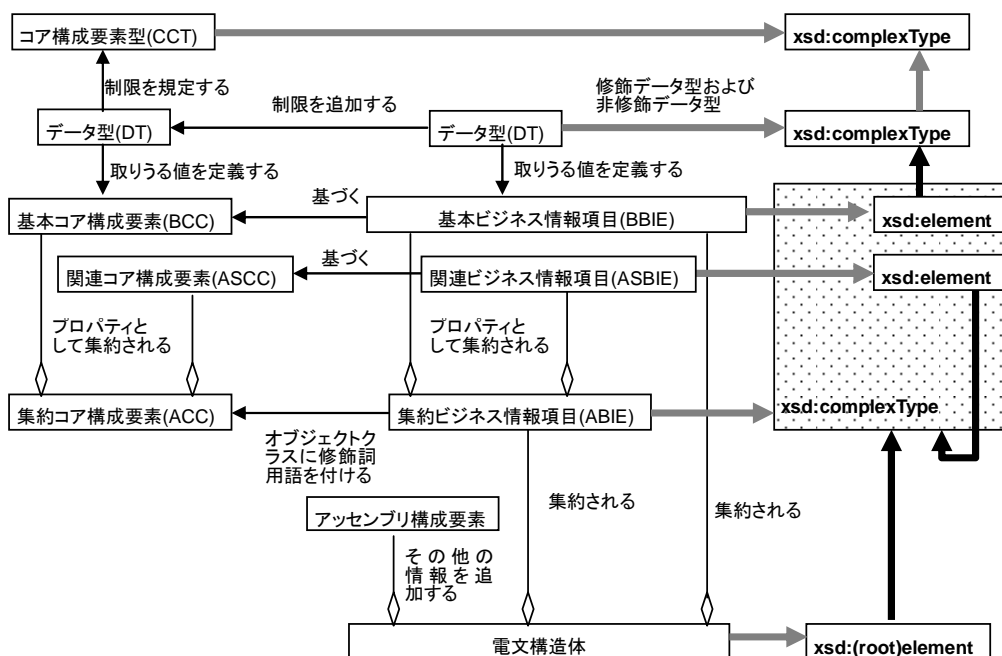 コア構成要素型(CCT)
xsd:complexType
制限を規定する
制限を追加する
修飾データ型および
非修飾データ型
データ型(DT)
データ型(DT)
xsd:complexType
取りうる値を定義する
取りうる値を定義する
基本コア構成要素(BCC)
基づく
基本ビジネス情報項目(BBIE)
xsd:element
関連コア構成要素(ASCC)
基づく
関連ビジネス情報項目(ASBIE)
xsd:element
プロパティと
して集約される
プロパティと
して集約される
集約コア構成要素(ACC)
集約ビジネス情報項目(ABIE)
xsd:complexType
オブジェクトク
ラスに修飾詞
用語を付ける
集約される
集約される
アッセンブリ構成要素
その他の
情報を追
加する
電文構造体
xsd:(root)element